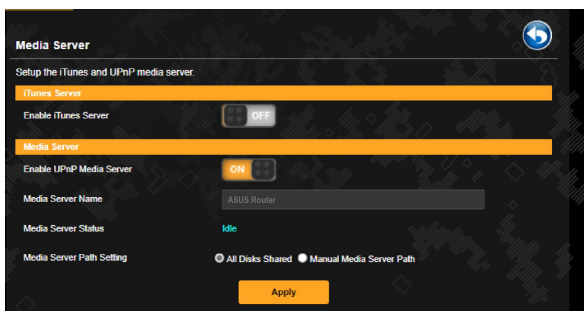 Media Server
Setup the iTunes and UPnP media server.
iTunes Server
Enable iTunes Server OFF
Media Server
Enable UPnP Media Server ON
Media Server Name ASUS Router
Media Server Status Idle
Media Server Path Setting All Disks Shared Manual Media Server Path
Apply